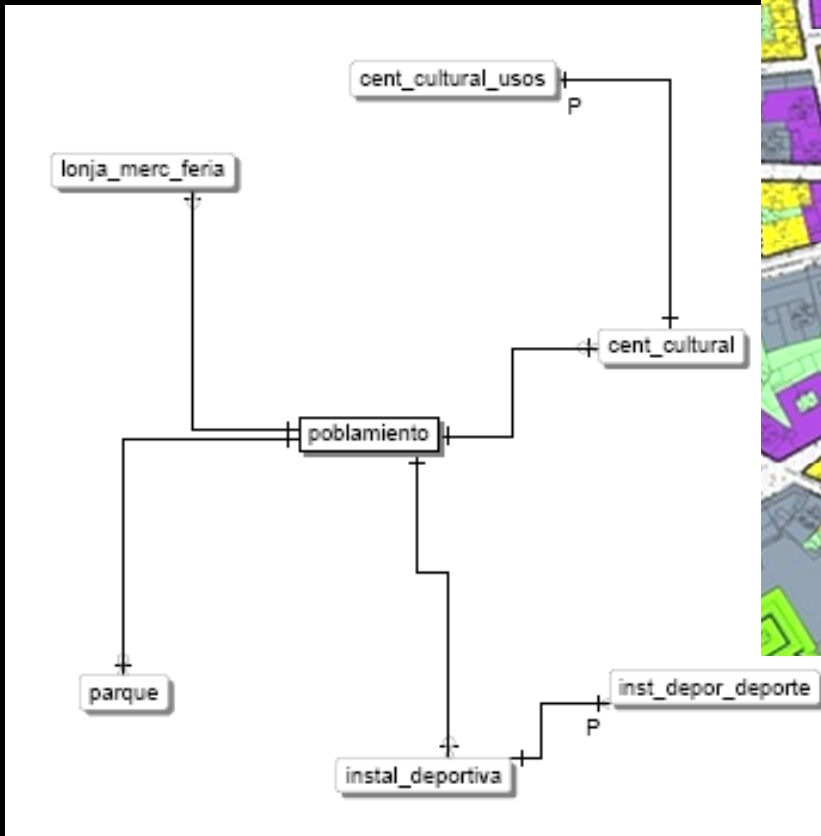 cent_cultural_usos
P
lonja_merc_feria
cent_cultural
poblamiento
parque
inst_depor_deporte
P
instal_deportiva